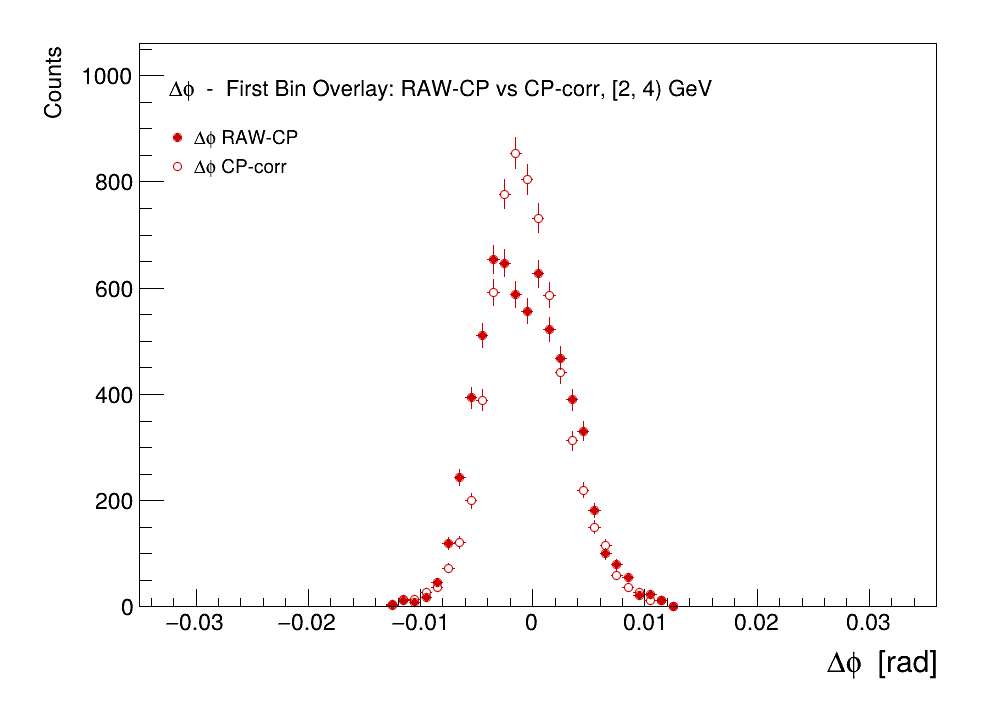 Counts
Δϕ - First Bin Overlay: RAW-CP vs CP-corr, [2, 4) GeV
Δϕ RAW-CP
Δϕ CP-corr
1000
800
600
400
200
0
−0.03 −0.02 −0.01 0 0.01 0.02 0.03
Δϕ [rad]